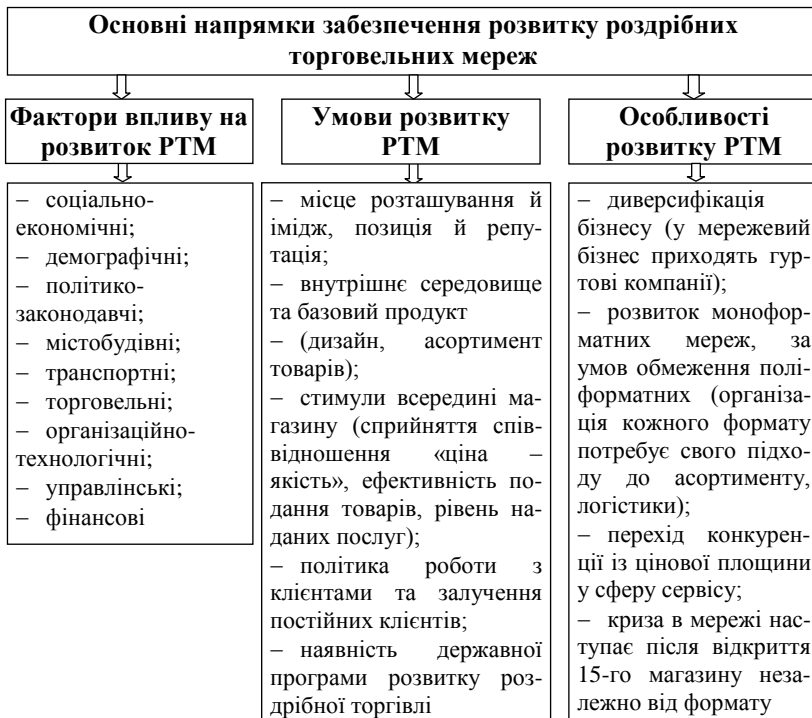 Основні напрямки забезпечення розвитку роздрібних
торговельних мереж
Фактори впливу на
розвиток РТМ
– соціально-
економічні;
– демографічні;
– політико-
законодавчі;
– містобудівні;
– транспортні;
– торговельні;
– організаційно-
технологічні;
– управлінські;
– фінансові
Умови розвитку
РТМ
– місце розташування й
імідж, позиція й репу-
тація;
– внутрішнє середовище
та базовий продукт
– (дизайн, асортимент
товарів);
– стимули всередині ма-
газину (сприйняття спів-
відношення «ціна –
якість», ефективність по-
дання товарів, рівень на-
даних послуг);
– політика роботи з
клієнтами та залучення
постійних клієнтів;
– наявність державної
програми розвитку роз-
дрібної торгівлі
Особливості
розвитку РТМ
– диверсифікація
бізнесу (у мережевий
бізнес приходять гур-
тові компанії);
– розвиток монофор-
матних мереж, за
умов обмеження полі-
форматних (організа-
ція кожного формату
потребує свого підхо-
ду до асортименту,
логістики);
– перехід конкурен-
ції із цінової площини
у сферу сервісу;
– криза в мережі нас-
тупає після відкриття
15-го магазину неза-
лежно від формату